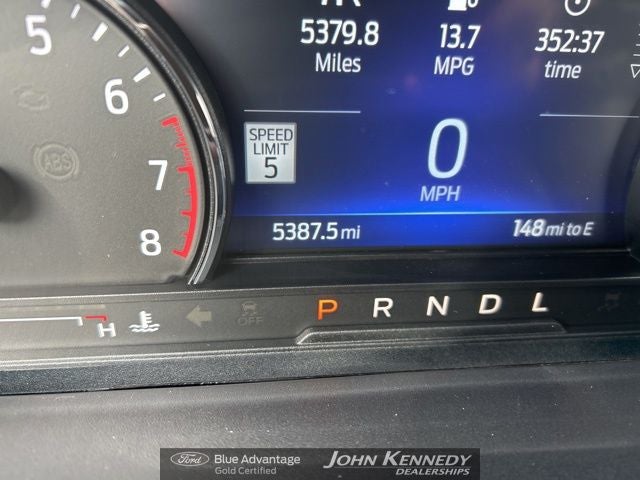 5
6
7
8
ABS
5379.8 13.7 352:37
Miles MPG time
SPEED
LIMIT
5
0
MPH
5387.5 mi 148 mi to E
H
OFF
P R N D L
Ford Blue Advantage
Gold Certified
JOHN KENNEDY
DEALERSHIPS